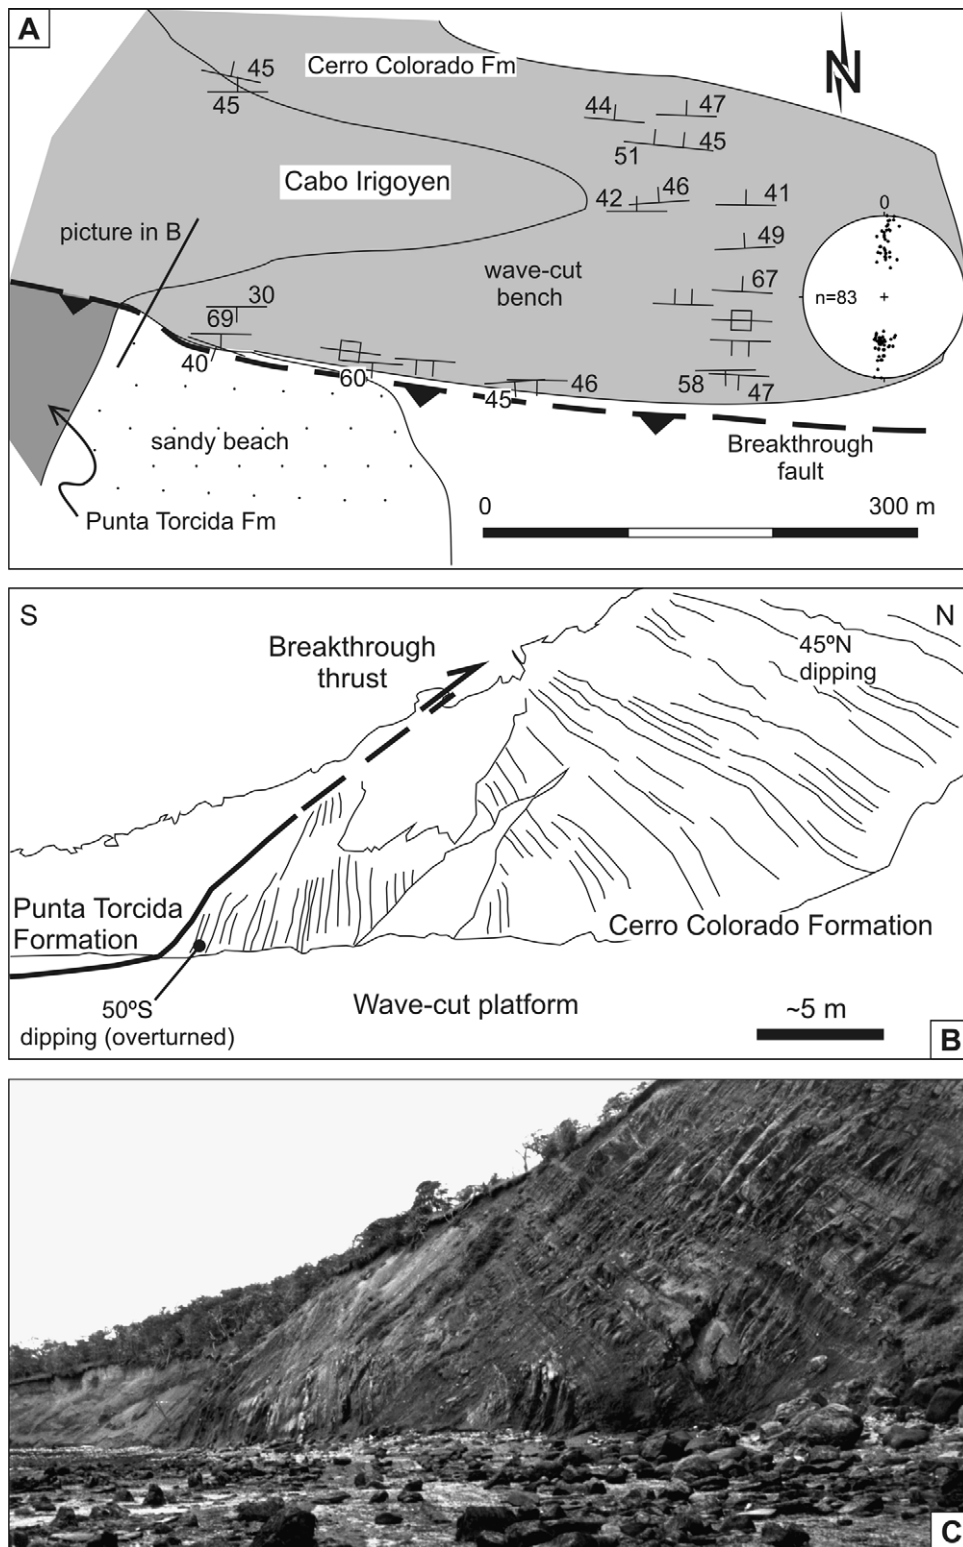 A
N
45
45
Cerro Colorado Fm
44
47
51
45
Cabo Irigoyen
42
46
41
0
picture in B
49
wave-cut
bench
67
n=83
30
69
40
60
45
46
58
47
sandy beach
Breakthrough
fault
Punta Torcida Fm
0
300 m
S
N
Breakthrough
thrust
45ºN
dipping
Punta Torcida
Formation
Cerro Colorado Formation
50ºS
dipping (overturned)
Wave-cut platform
~5 m
B
C